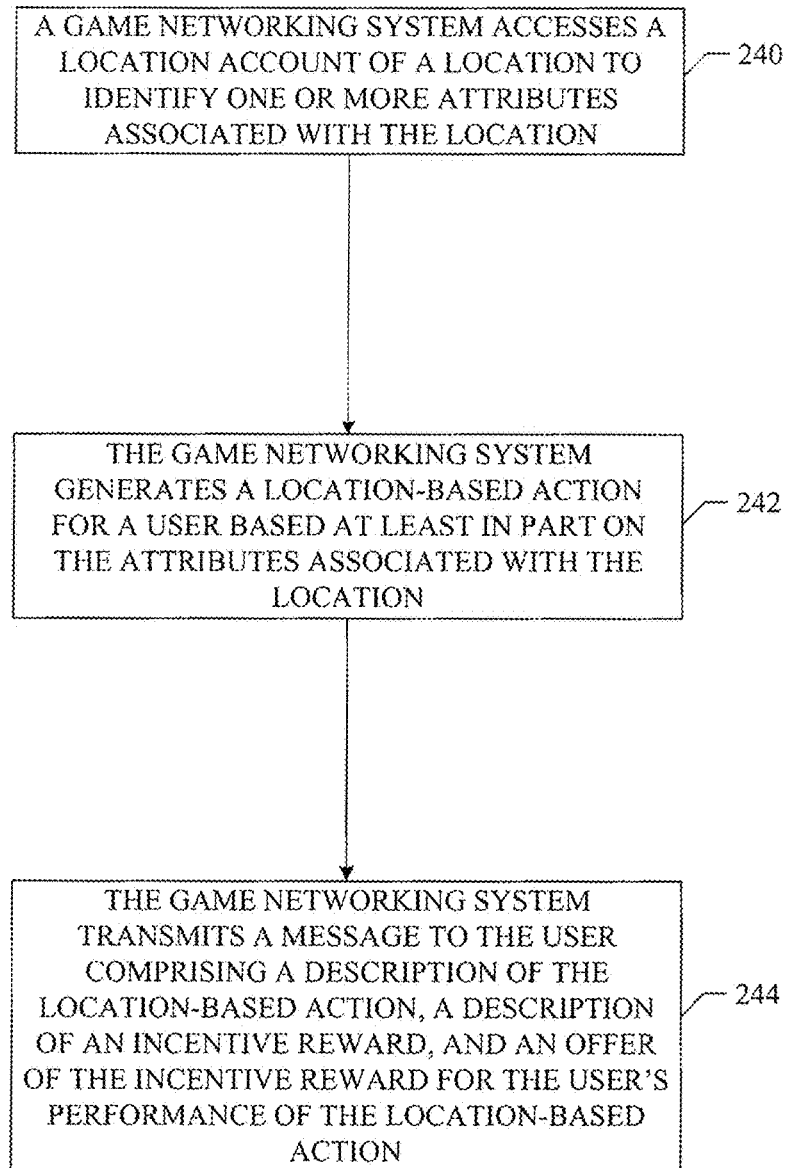 A GAME NETWORKING SYSTEM ACCESSES A
LOCATION ACCOUNT OF A LOCATION TO
IDENTIFY ONE OR MORE ATTRIBUTES
ASSOCIATED WITH THE LOCATION
240
THE GAME NETWORKING SYSTEM
GENERATES A LOCATION-BASED ACTION
FOR A USER BASED AT LEAST IN PART ON
THE ATTRIBUTES ASSOCIATED WITH THE
LOCATION
242
THE GAME NETWORKING SYSTEM
TRANSMITS A MESSAGE TO THE USER
COMPRISING A DESCRIPTION OF THE
LOCATION-BASED ACTION, A DESCRIPTION
OF AN INCENTIVE REWARD, AND AN OFFER
OF THE INCENTIVE REWARD FOR THE USER'S
PERFORMANCE OF THE LOCATION-BASED
ACTION
244